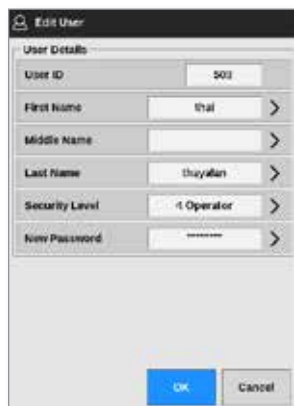 Edit User
User Details
User ID 503
First Name thai
Middle Name
Last Name thayalan
Security Level 4 Operator
New Password ********
OK Cancel